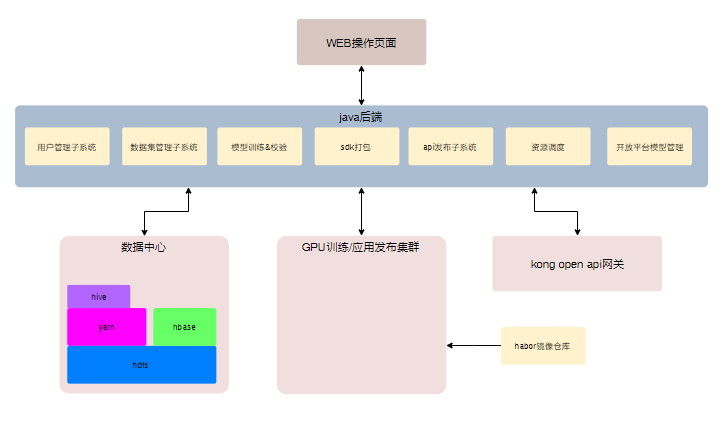 WEB操作页面
java后端
用户管理子系统
数据集管理子系统
模型训练&校验
sdk打包
api发布子系统
资源调度
开放平台模型管理
数据中心
GPU训练/应用发布集群
kong open api网关
hive
yarn
hbase
hdfs
habor镜像仓库